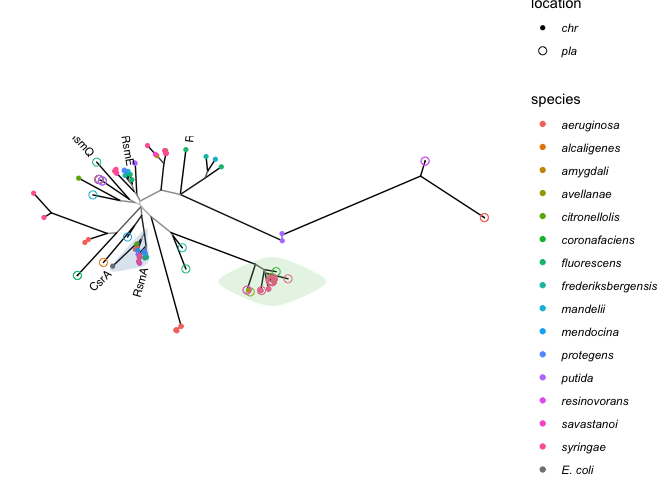 location
chr
pla
species
aeruginosa
alcaligenes
amygdali
avellanae
citronellolis
coronafaciens
fluorescens
frederiksbergensis
mandelii
mendocina
protegens
putida
resinovorans
savastanoi
syringae
E. coli
RsmE
CsrA
RsmA